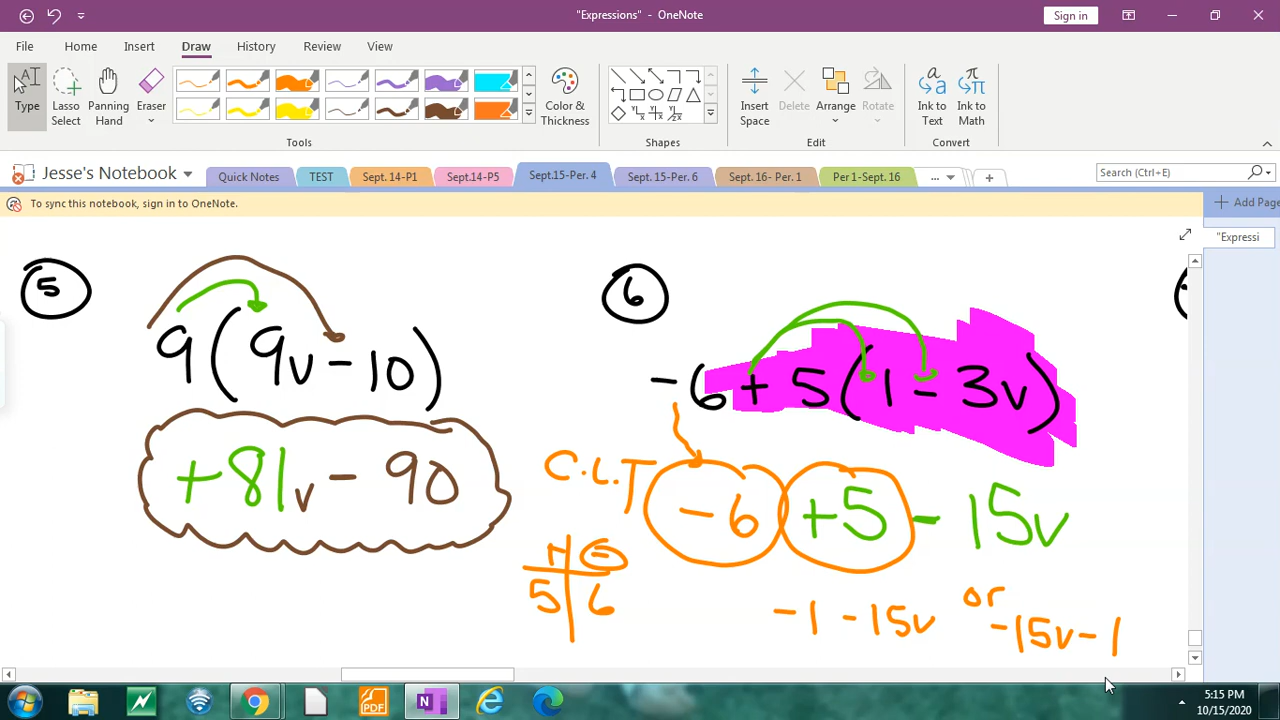 "Expressions" - OneNote
Sign in
File Home Insert Draw History Review View
Type
Lasso Select
Panning Hand
Eraser
Color & Thickness
Insert Space
Delete
Arrange
Rotate
Ink to Text
Ink to Math
Tools
Shapes
Edit
Convert
Jesse's Notebook
Quick Notes
TEST
Sept. 14-P1
Sept.14-P5
Sept.15-Per. 4
Sept. 15-Per. 6
Sept. 16- Per. 1
Per 1-Sept. 16
...
Search (Ctrl+E)
To sync this notebook, sign in to OneNote.
Add Page
"Expressi
5
9(9v-10)
+81v - 90
6
-6 + 5(1 - 3v)
C.L.T
-6 +5 - 15v
+ -
5 6
-1 -15v or -15v-1
5:15 PM
10/15/2020